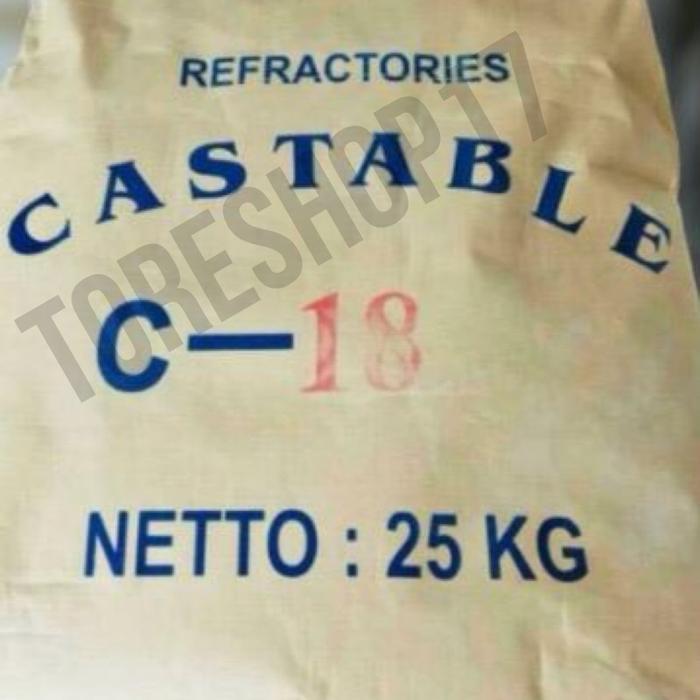 REFRACTORIES
CASTABLE
C-18
NETTO : 25 KG
TORESHOP17